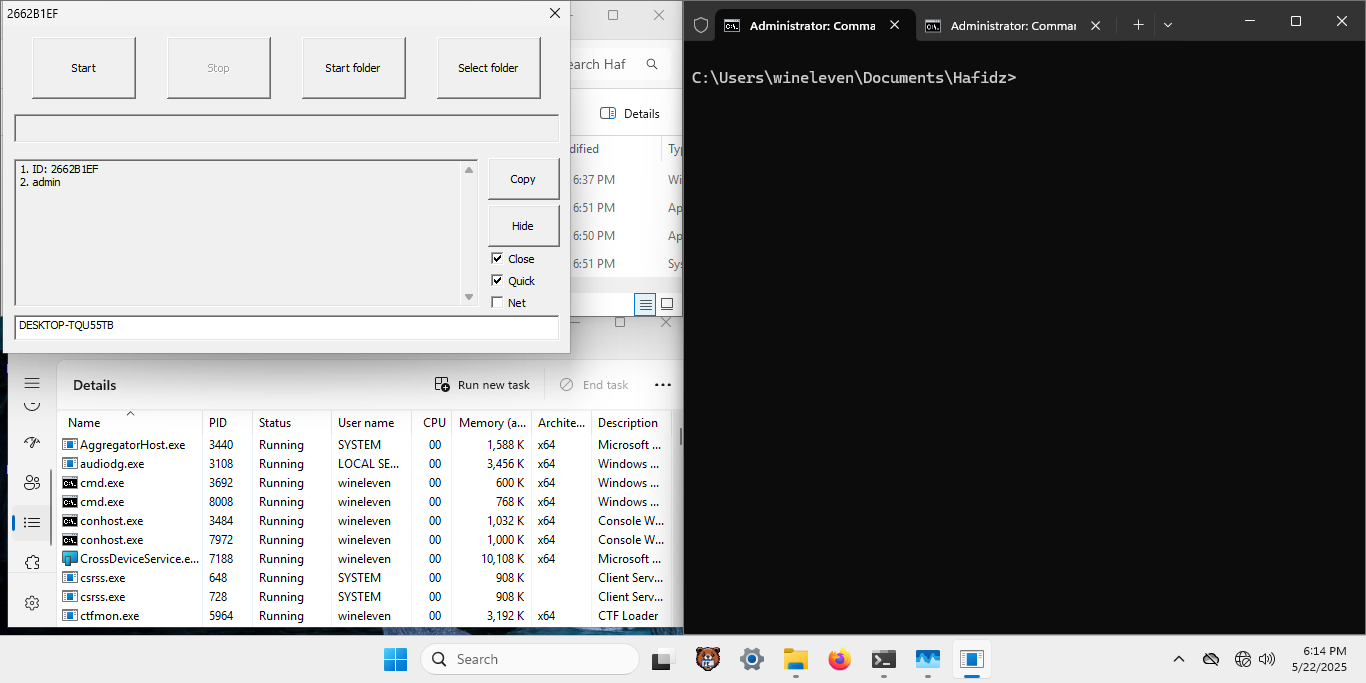 2662B1EF
Start
Stop
Start folder
Select folder
1. ID: 2662B1EF
2. admin
Copy
Hide
Close
Quick
Net
DESKTOP-TQU55TB
earch Haf
Details
dified
Typ
6:37 PM
Wi
6:51 PM
Ap
6:50 PM
Ap
6:51 PM
Sys
Administrator: Comma
Administrator: Comman
C:\Users\wineleven\Documents\Hafidz>
Details
Run new task
End task
Name PID Status User name CPU Memory (a... Archite... Description
AggregatorHost.exe 3440 Running SYSTEM 00 1,588 K x64 Microsoft ...
audiodg.exe 3108 Running LOCAL SE... 00 3,456 K x64 Windows ...
cmd.exe 3692 Running wineleven 00 600 K x64 Windows ...
cmd.exe 8008 Running wineleven 00 768 K x64 Windows ...
conhost.exe 3484 Running wineleven 00 1,032 K x64 Console W...
conhost.exe 7972 Running wineleven 00 1,000 K x64 Console W...
CrossDeviceService.e... 7188 Running wineleven 00 10,108 K x64 Microsoft ...
csrss.exe 648 Running SYSTEM 00 908 K Client Serv...
csrss.exe 728 Running SYSTEM 00 908 K Client Serv...
ctfmon.exe 5964 Running wineleven 00 3,192 K x64 CTF Loader
Search
6:14 PM
5/22/2025